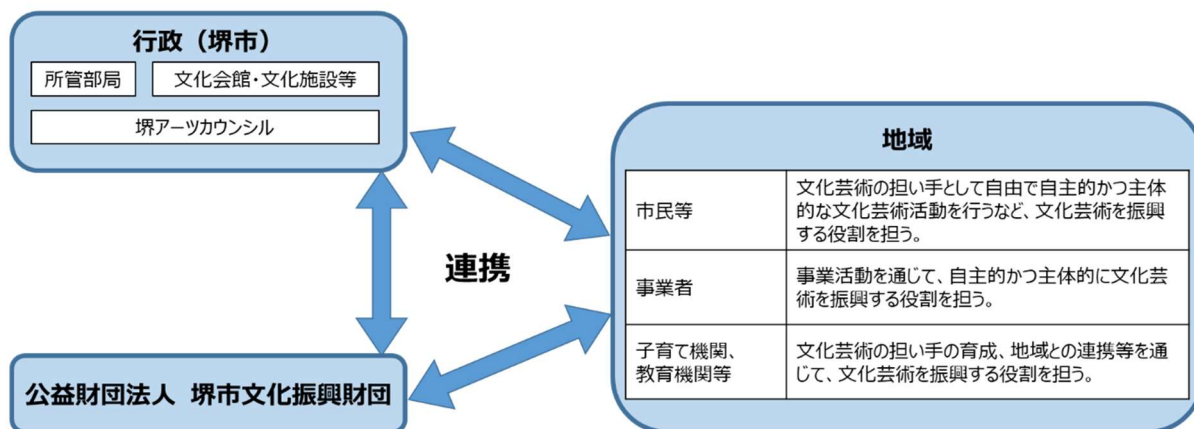 行政（堺市）
所管部局
文化会館・文化施設等
堺アーツカウンシル
連携
公益財団法人 堺市文化振興財団
地域
市民等
文化芸術の担い手として自由で自主的かつ主体
的な文化芸術活動を行うなど、文化芸術を振興
する役割を担う。
事業者
事業活動を通じて、自主的かつ主体的に文化芸
術を振興する役割を担う。
子育て機関、
教育機関等
文化芸術の担い手の育成、地域との連携等を通
じて、文化芸術を振興する役割を担う。